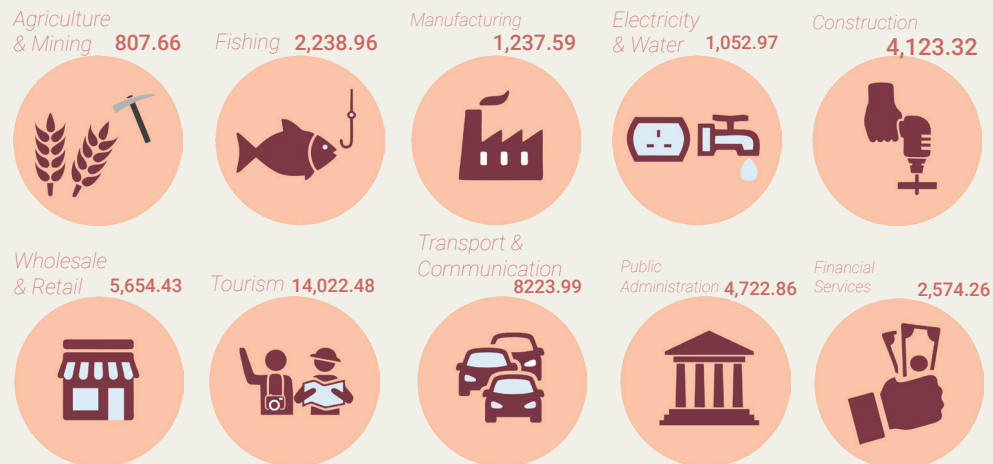 Agriculture
& Mining 807.66
Fishing 2,238.96
Manufacturing
1,237.59
Electricity
& Water 1,052.97
Construction
4,123.32
Wholesale
& Retail 5,654.43
Tourism 14,022.48
Transport &
Communication
8223.99
Public
Administration 4,722.86
Financial
Services 2,574.26